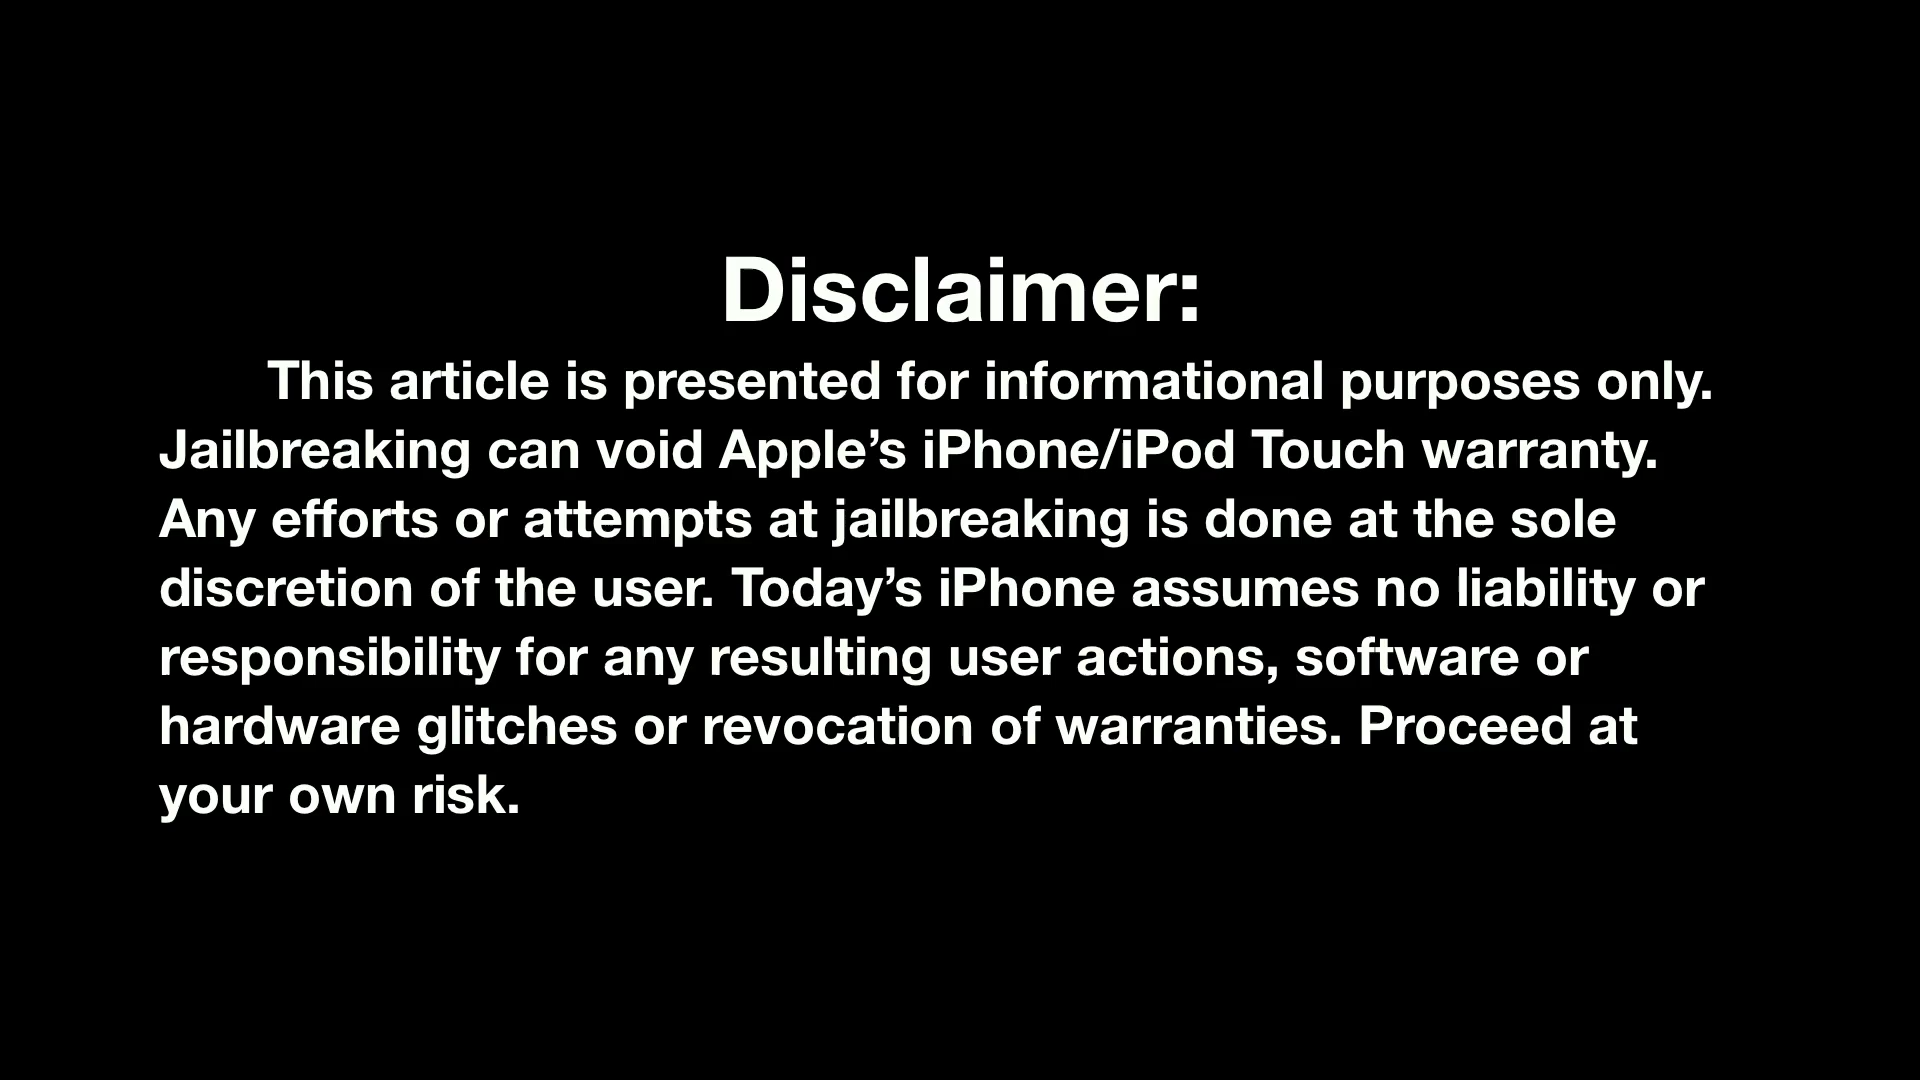 Disclaimer:
This article is presented for informational purposes only.
Jailbreaking can void Apple’s iPhone/iPod Touch warranty.
Any efforts or attempts at jailbreaking is done at the sole
discretion of the user. Today’s iPhone assumes no liability or
responsibility for any resulting user actions, software or
hardware glitches or revocation of warranties. Proceed at
your own risk.